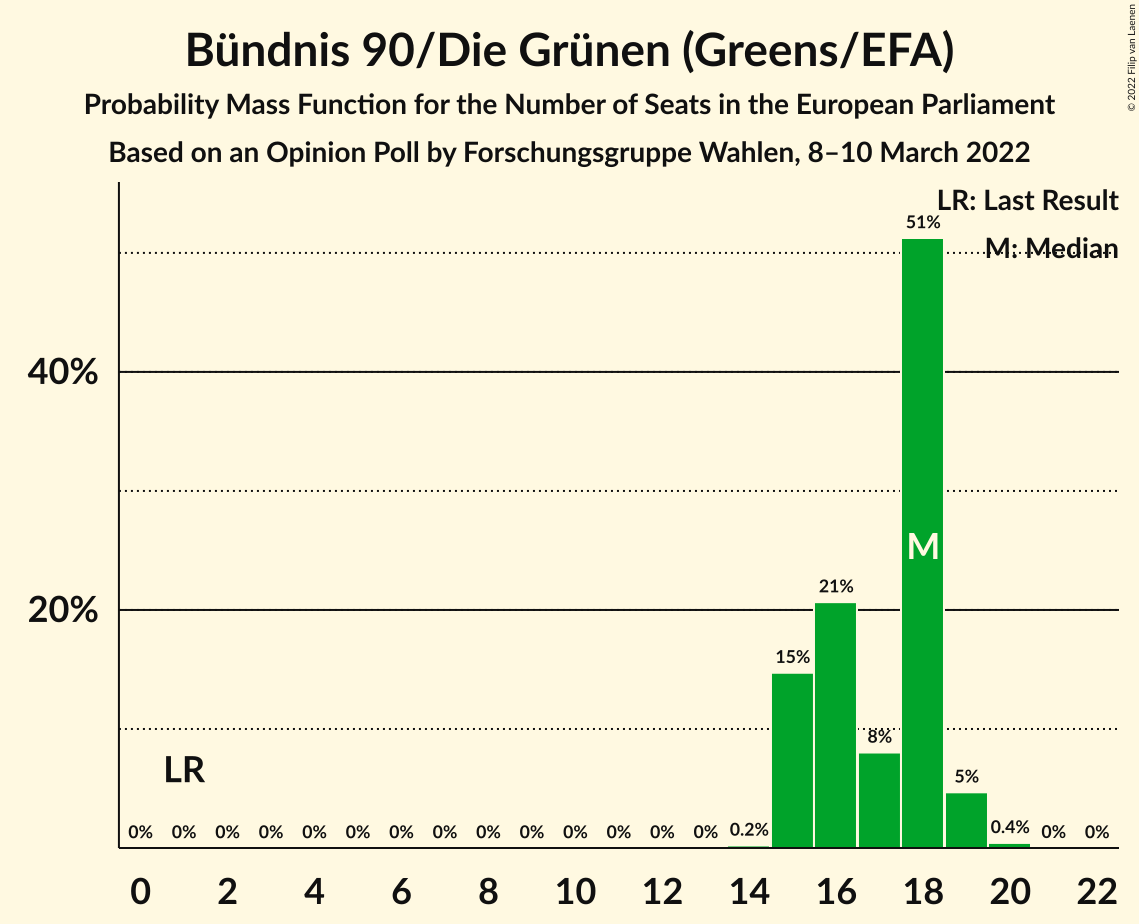 Bündnis 90/Die Grünen (Greens/EFA)
Probability Mass Function for the Number of Seats in the European Parliament
Based on an Opinion Poll by Forschungsgruppe Wahlen, 8–10 March 2022
© 2022 Filip van Laenen
LR: Last Result
M: Median
51%
40%
M
21%
20%
15%
8%
LR
5%
0% 0% 0% 0% 0% 0% 0% 0% 0% 0% 0% 0% 0% 0% 0.2% 0.4% 0% 0%
0 2 4 6 8 10 12 14 16 18 20 22